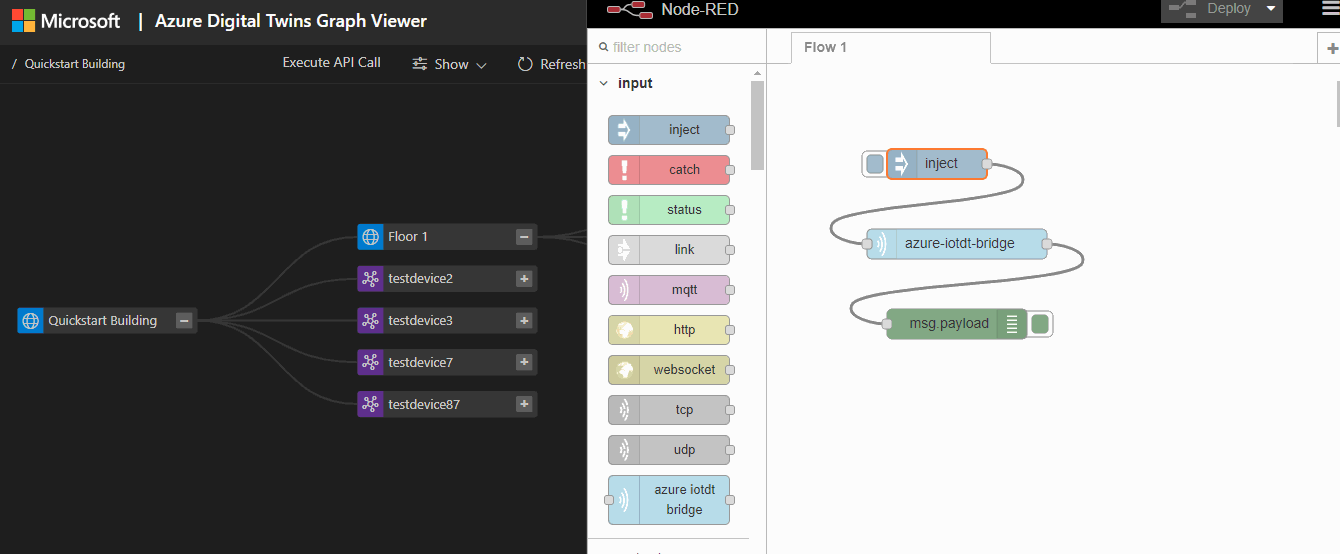 Microsoft | Azure Digital Twins Graph Viewer
/ Quickstart Building
Execute API Call
Show
Refresh
Quickstart Building
Floor 1
testdevice2
testdevice3
testdevice7
testdevice87
Node-RED
Deploy
filter nodes
Flow 1
input
inject
catch
status
link
mqtt
http
websocket
tcp
udp
azure iotdt
bridge
inject
azure-iotdt-bridge
msg.payload